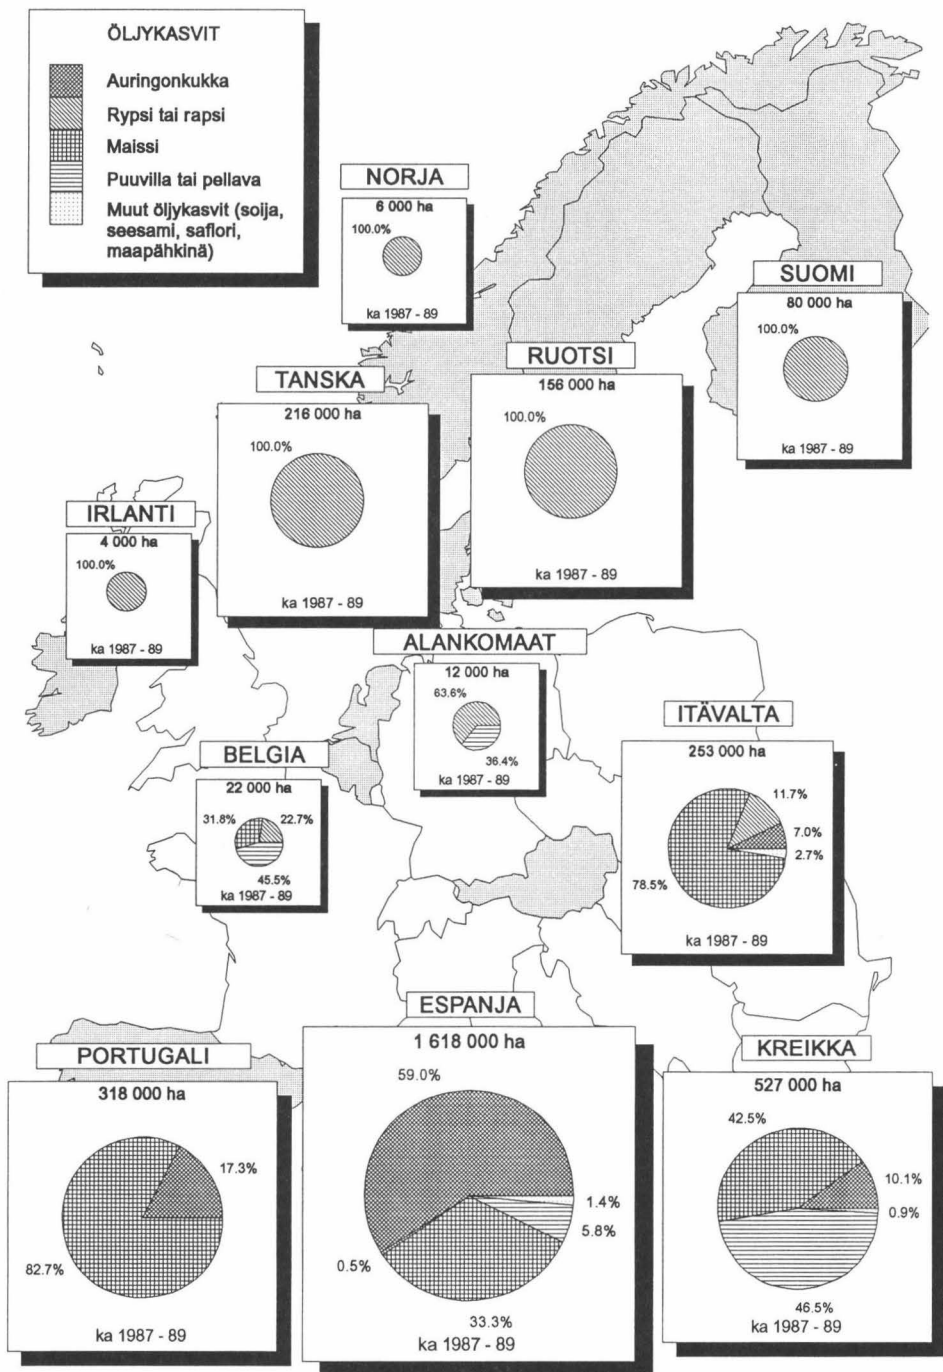 ÖLJYKASVIT
Auringonkukka
Rypsi tai rapsi
Maissi
Puuvilla tai pellava
Muut öljykasvit (soija,
seesami, saflori,
maapähkinä)
NORJA
6 000 ha
100.0%
ka 1987 - 89
SUOMI
80 000 ha
100.0%
ka 1987 - 89
RUOTSI
156 000 ha
100.0%
ka 1987 - 89
TANSKA
216 000 ha
100.0%
ka 1987 - 89
IRLANTI
4 000 ha
100.0%
ka 1987 - 89
ALANKOMAAT
12 000 ha
63.6%
36.4%
ka 1987 - 89
ITÄVALTA
253 000 ha
11.7%
7.0%
2.7%
78.5%
ka 1987 - 89
BELGIA
22 000 ha
31.8%
22.7%
45.5%
ka 1987 - 89
ESPANJA
1 618 000 ha
59.0%
1.4%
5.8%
0.5%
33.3%
ka 1987 - 89
PORTUGALI
318 000 ha
17.3%
82.7%
ka 1987 - 89
KREIKKA
527 000 ha
42.5%
10.1%
0.9%
46.5%
ka 1987 - 89